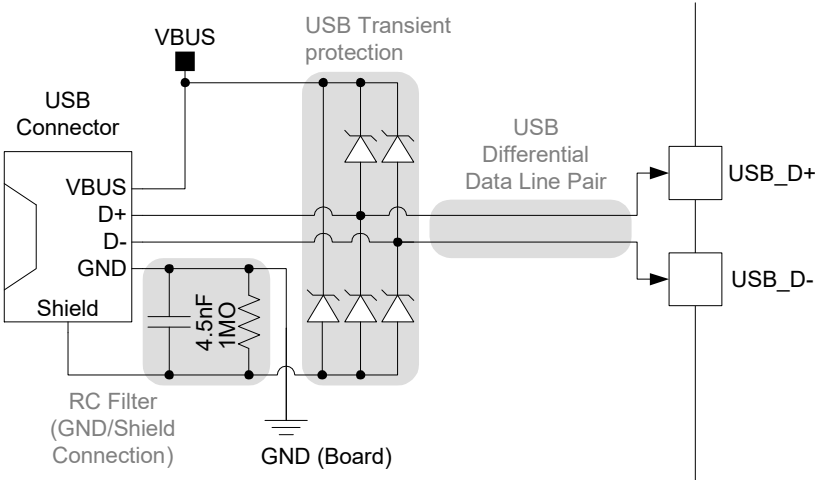 VBUS
USB Transient
protection
USB
Connector
USB
Differential
Data Line Pair
VBUS
D+
D-
GND
Shield
4.5nF
1MO
USB_D+
USB_D-
RC Filter
(GND/Shield
Connection)
GND (Board)